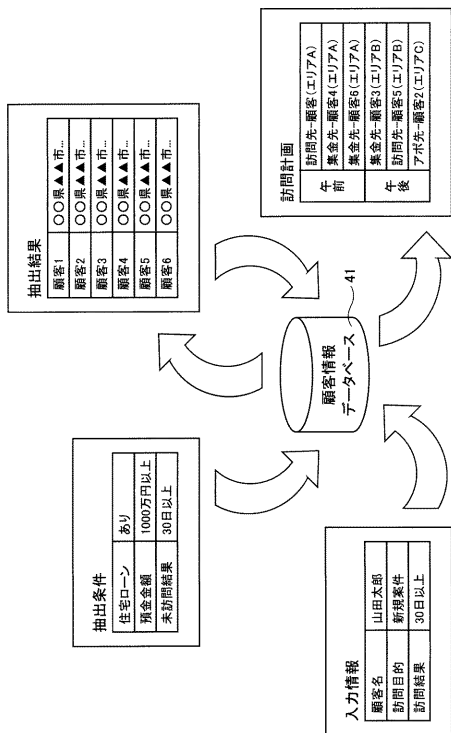 抽出条件
住宅ローン あり
預金金額 1000万円以上
未訪問結果 30日以上
抽出結果
顧客1 〇〇県▲▲市...
顧客2 〇〇県▲▲市...
顧客3 〇〇県▲▲市...
顧客4 〇〇県▲▲市...
顧客5 〇〇県▲▲市...
顧客6 〇〇県▲▲市...
顧客情報
データベース
41
入力情報
顧客名 山田太郎
訪問目的 新規案件
訪問結果 30日以上
訪問計画
午前
訪問先-顧客(エリアA)
集金先-顧客4(エリアA)
集金先-顧客6(エリアA)
午後
集金先-顧客3(エリアB)
訪問先-顧客5(エリアB)
アポ先-顧客2(エリアC)